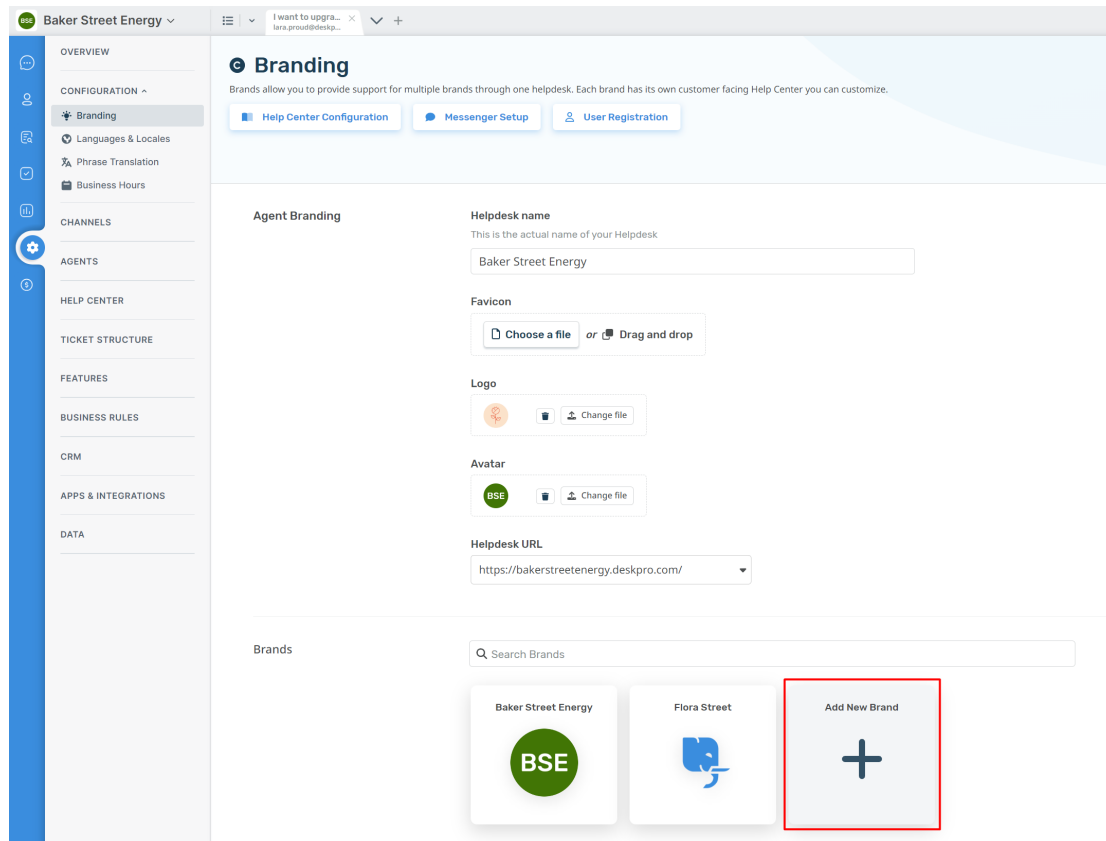 BSE
Baker Street Energy
I want to upgra...
lara.proud@deskp...
OVERVIEW
CONFIGURATION
Branding
Languages & Locales
Phrase Translation
Business Hours
CHANNELS
AGENTS
HELP CENTER
TICKET STRUCTURE
FEATURES
BUSINESS RULES
CRM
APPS & INTEGRATIONS
DATA
Branding
Brands allow you to provide support for multiple brands through one helpdesk. Each brand has its own customer facing Help Center you can customize.
Help Center Configuration
Messenger Setup
User Registration
Agent Branding
Helpdesk name
This is the actual name of your Helpdesk
Baker Street Energy
Favicon
Choose a file or Drag and drop
Logo
Change file
Avatar
BSE
Change file
Helpdesk URL
https://bakerstreetenergy.deskpro.com/
Brands
Search Brands
Baker Street Energy
BSE
Flora Street
Add New Brand